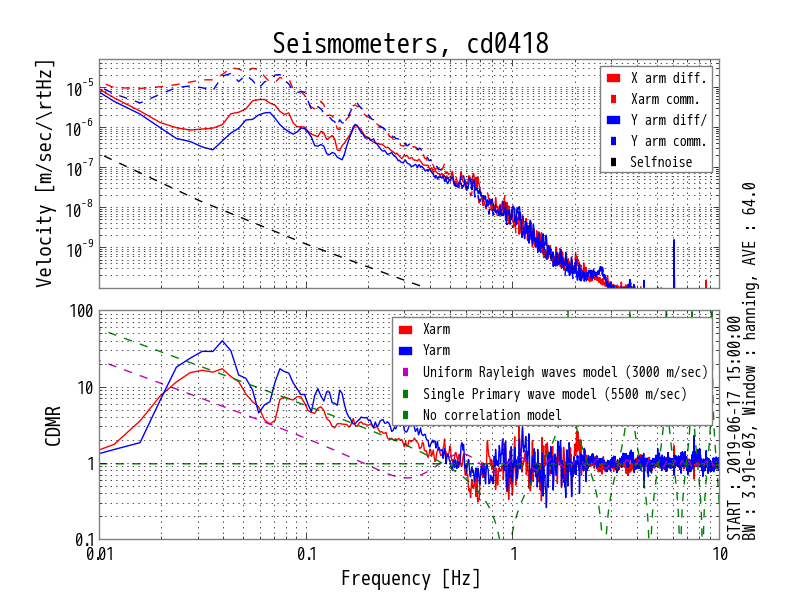 Seismometers, cd0418
Velocity [m/sec/\rtHz]
10^-5
10^-6
10^-7
10^-8
10^-9
X arm diff.
Xarm comm.
Y arm diff/
Y arm comm.
Selfnoise
CDMR
100
10
1
0.1
Xarm
Yarm
Uniform Rayleigh waves model (3000 m/sec)
Single Primary wave model (5500 m/sec)
No correlation model
0.01
0.1
1
10
Frequency [Hz]
START : 2019-06-17 15:00:00
BW : 3.91e-03, Window : hanning, AVE : 64.0